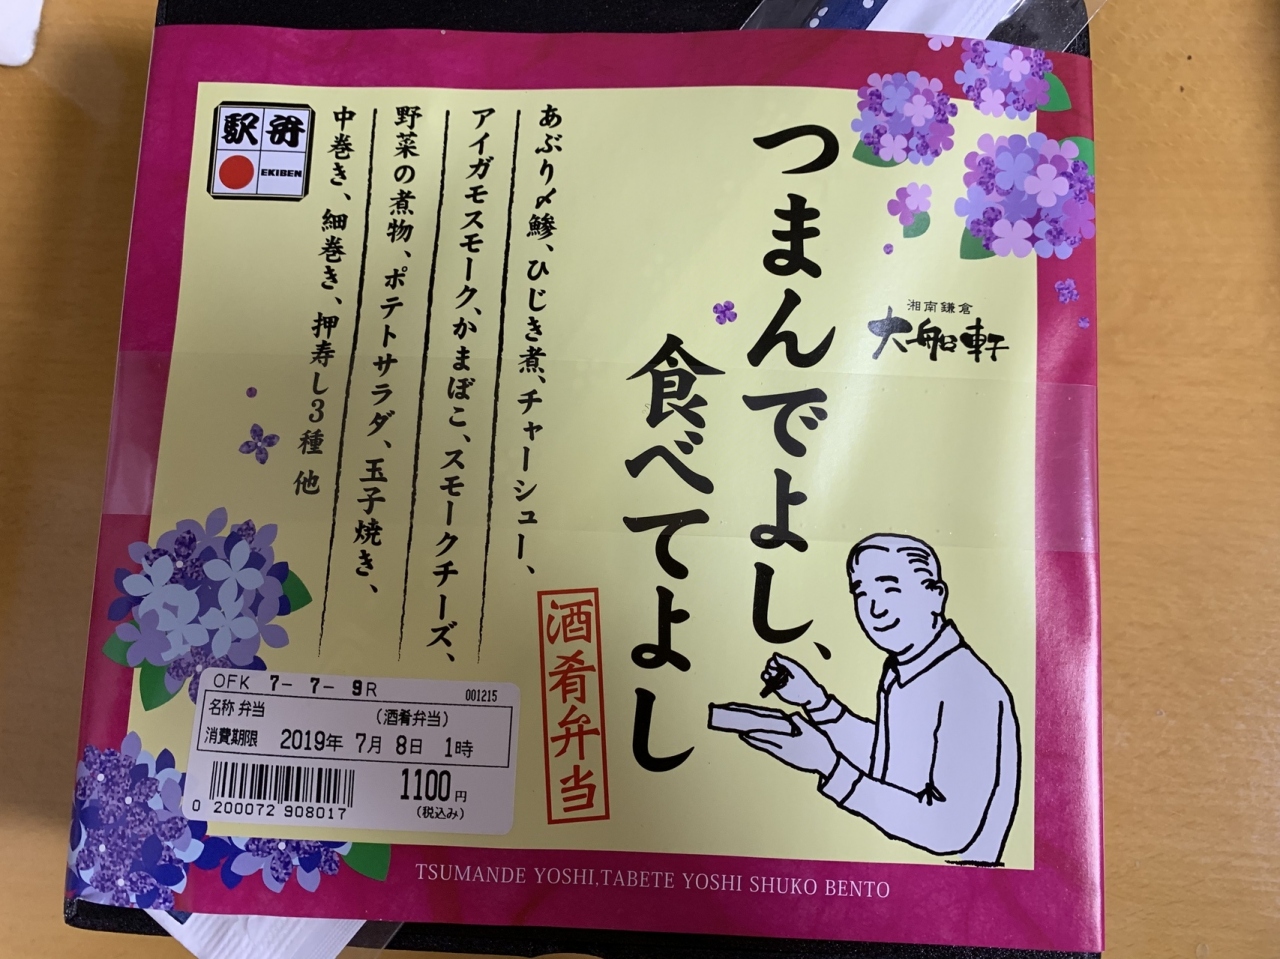 湘南鎌倉
大船軒
つまんでよし、
食べてよし
酒肴弁当
あぶり〆鯵、ひじき煮、チャーシュー、
アイガモスモーク、かまぼこ、スモークチーズ、
野菜の煮物、ポテトサラダ、玉子焼き、
中巻き、細巻き、押寿し3種 他
駅弁
EKIBEN
OFK 7- 7- 9R 001215
名称 弁当 (酒肴弁当)
消費期限 2019年 7月 8日 1時
1100円
(税込み)
0 200072 908017
TSUMANDE YOSHI,TABETE YOSHI SHUKO BENTO